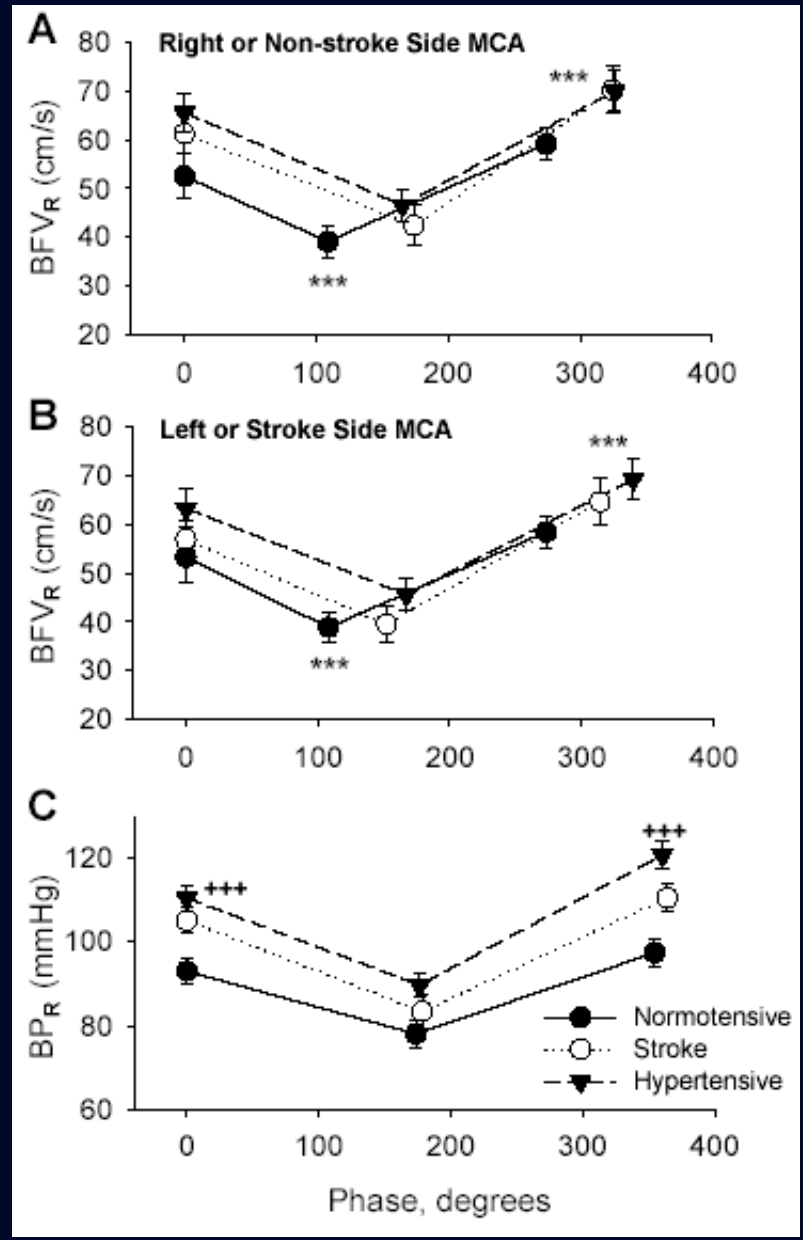 A
Right or Non-stroke Side MCA
80
70
60
50
40
30
20
BFVR (cm/s)
***
***
0 100 200 300 400
B
Left or Stroke Side MCA
80
70
60
50
40
30
20
BFVR (cm/s)
***
***
0 100 200 300 400
C
120
100
80
60
BPR (mmHg)
+++
+++
Normotensive
Stroke
Hypertensive
0 100 200 300 400
Phase, degrees